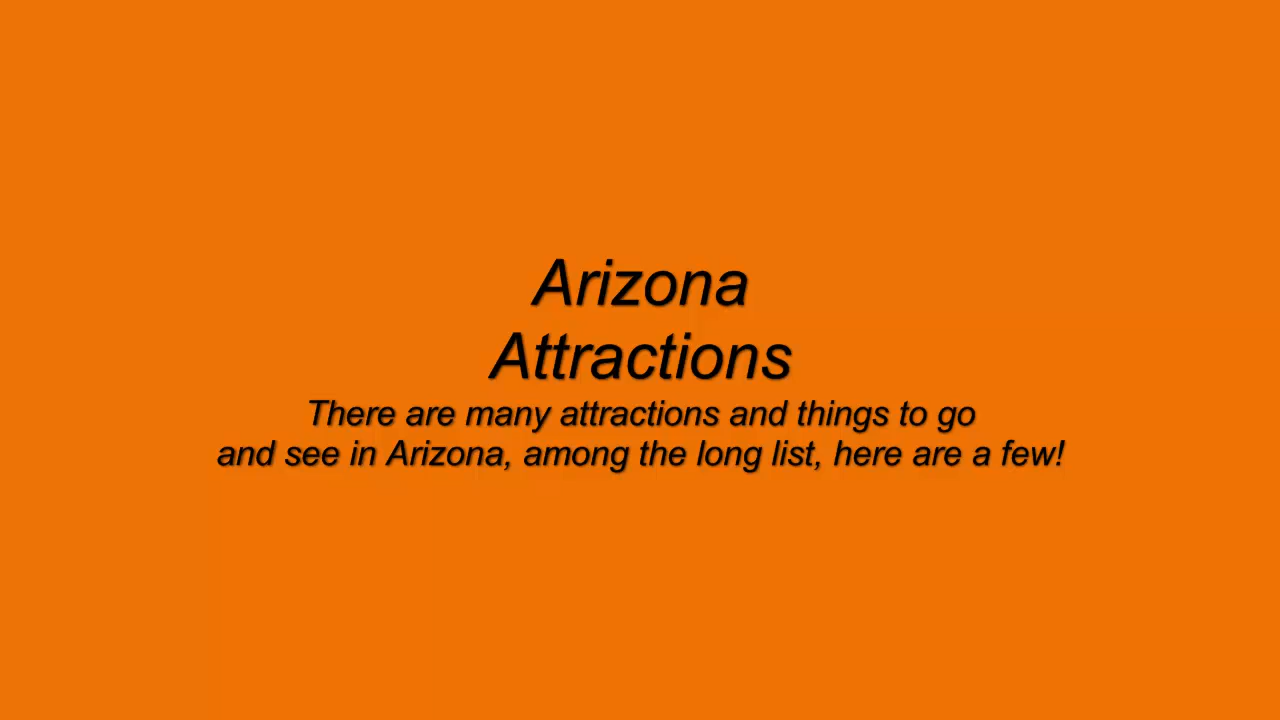 Arizona
Attractions
There are many attractions and things to go
and see in Arizona, among the long list, here are a few!